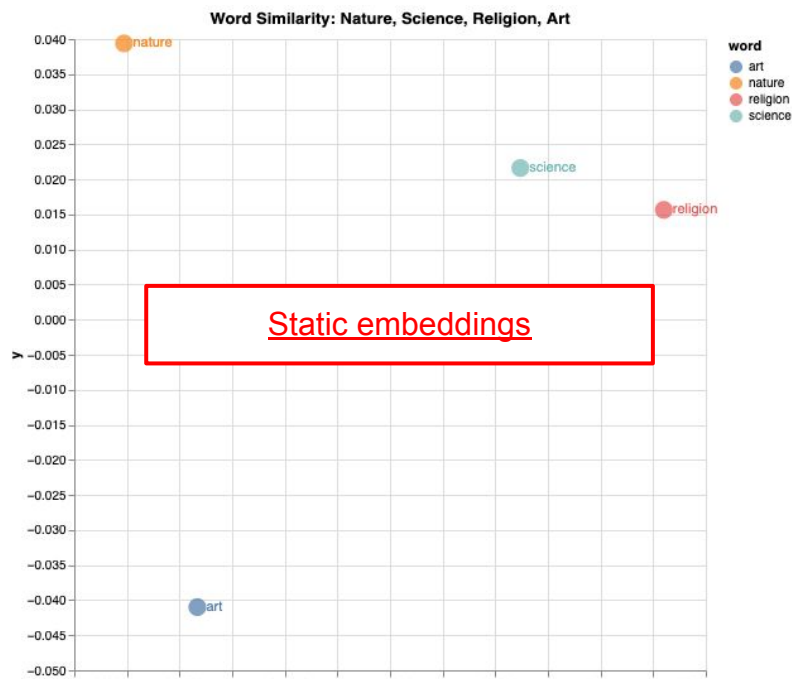 Word Similarity: Nature, Science, Religion, Art
word
art
nature
religion
science
0.040
0.035
0.030
0.025
0.020
0.015
0.010
0.005
0.000
−0.005
−0.010
−0.015
−0.020
−0.025
−0.030
−0.035
−0.040
−0.045
−0.050
y
nature
science
religion
Static embeddings
art